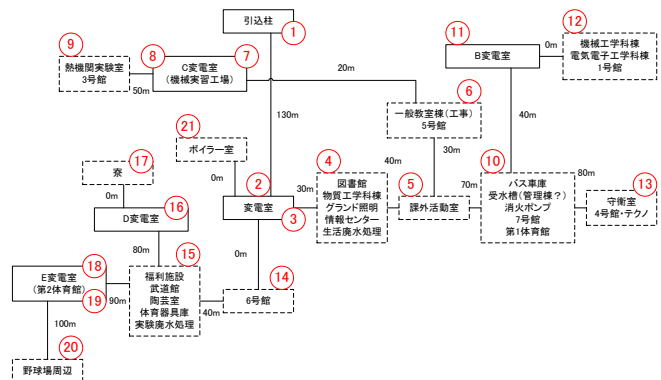 引込柱
1
12
11
9
8
7
機械工学科棟
電気電子工学科棟
1号館
B変電室
0m
熱機関実験室
3号館
C変電室
(機械実習工場)
20m
50m
6
一般教室棟(工事)
5号館
40m
21
130m
ボイラー室
4
17
40m
30m
10
寮
0m
2
30m
図書館
物質工学科棟
グランド照明
情報センター
生活廃水処理
5
70m
バス車庫
受水槽(管理棟?)
消火ポンプ
7号館
第1体育館
80m
13
0m
16
変電室
3
課外活動室
守衛室
4号館・テクノ
D変電室
15
0m
80m
18
14
E変電室
(第2体育館)
福利施設
武道館
陶芸室
体育器具庫
実験廃水処理
6号館
90m
40m
19
100m
20
野球場周辺